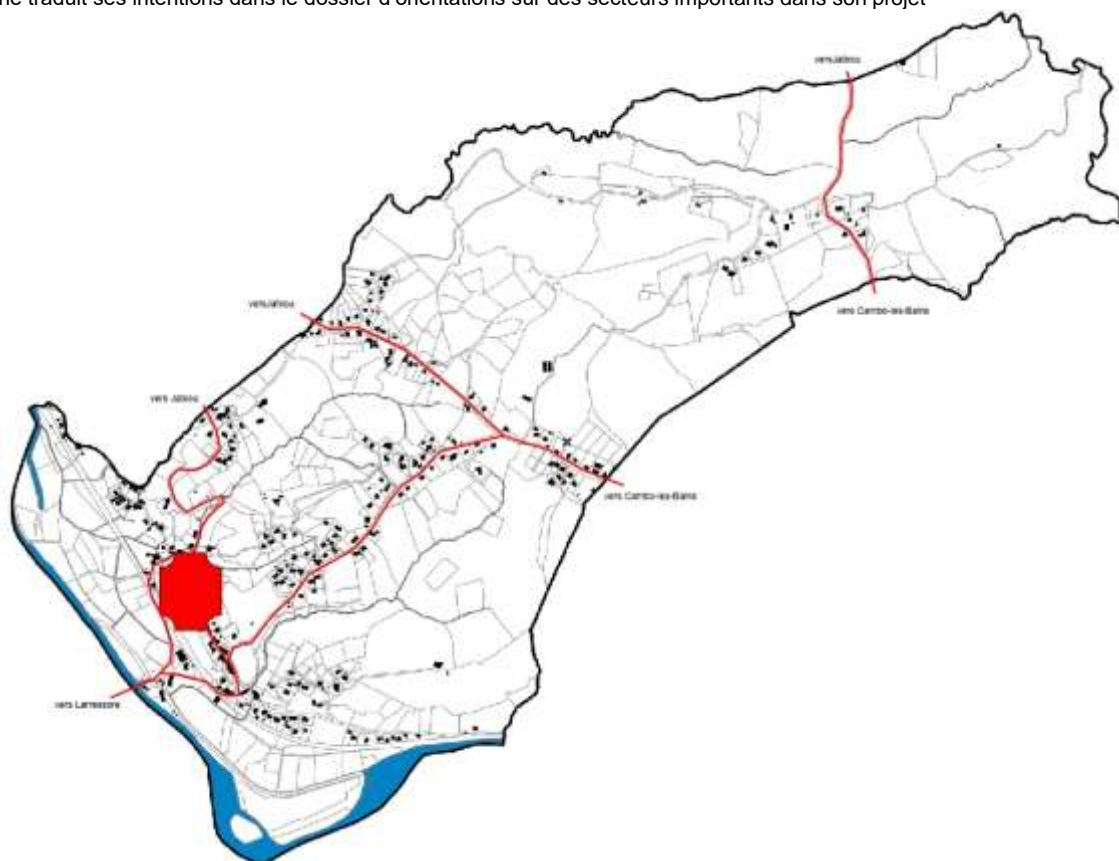 ne traduit ses intentions dans le dossier d'orientations sur des secteurs importants dans son projet
vers Jatxou
vers Jatxou
vers Cambo-les-Bains
vers Jatxou
vers Cambo-les-Bains
vers Larressore